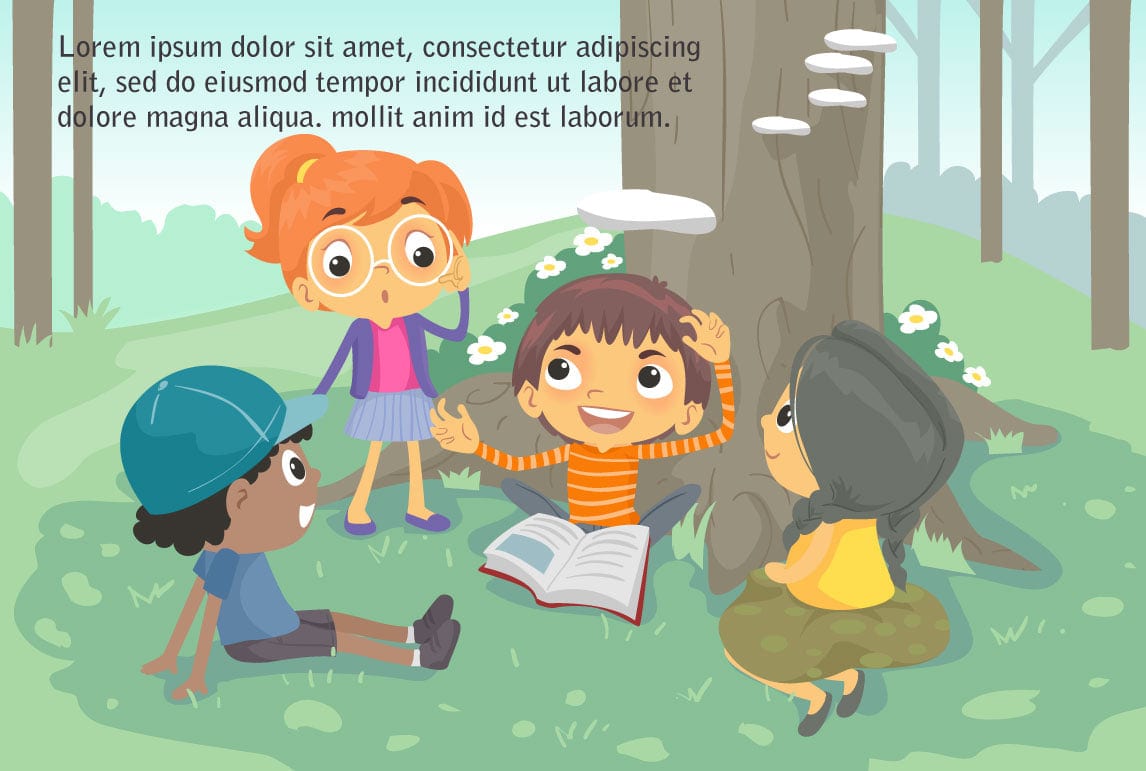 Lorem ipsum dolor sit amet, consectetur adipiscing
elit, sed do eiusmod tempor incididunt ut labore et
dolore magna aliqua. mollit anim id est laborum.